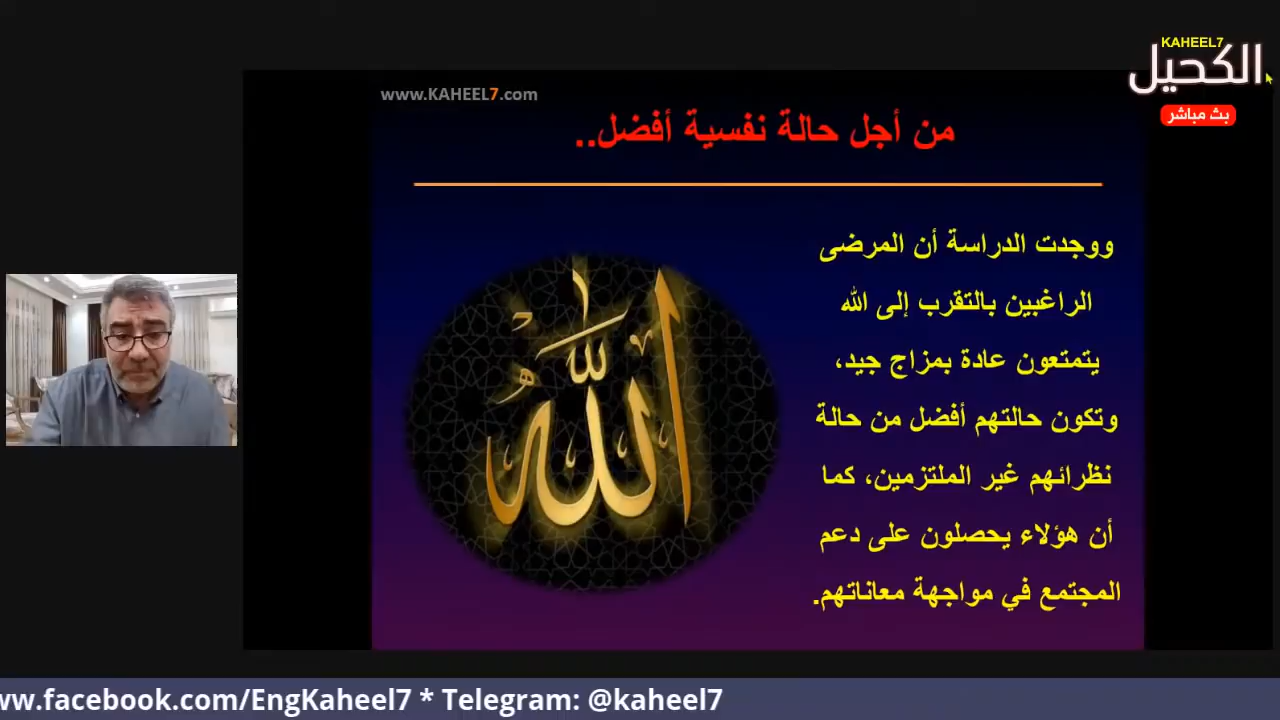 KAHEEL7
الكحيل
بث مباشر
www.KAHEEL7.com
من أجل حالة نفسية أفضل..
ووجدت الدراسة أن المرضى
الراغبين بالتقرب إلى الله
يتمتعون عادة بمزاج جيد،
وتكون حالتهم أفضل من حالة
نظرائهم غير الملتزمين، كما
أن هؤلاء يحصلون على دعم
المجتمع في مواجهة معاناتهم.
الله
ww.facebook.com/EngKaheel7 * Telegram: @kaheel7